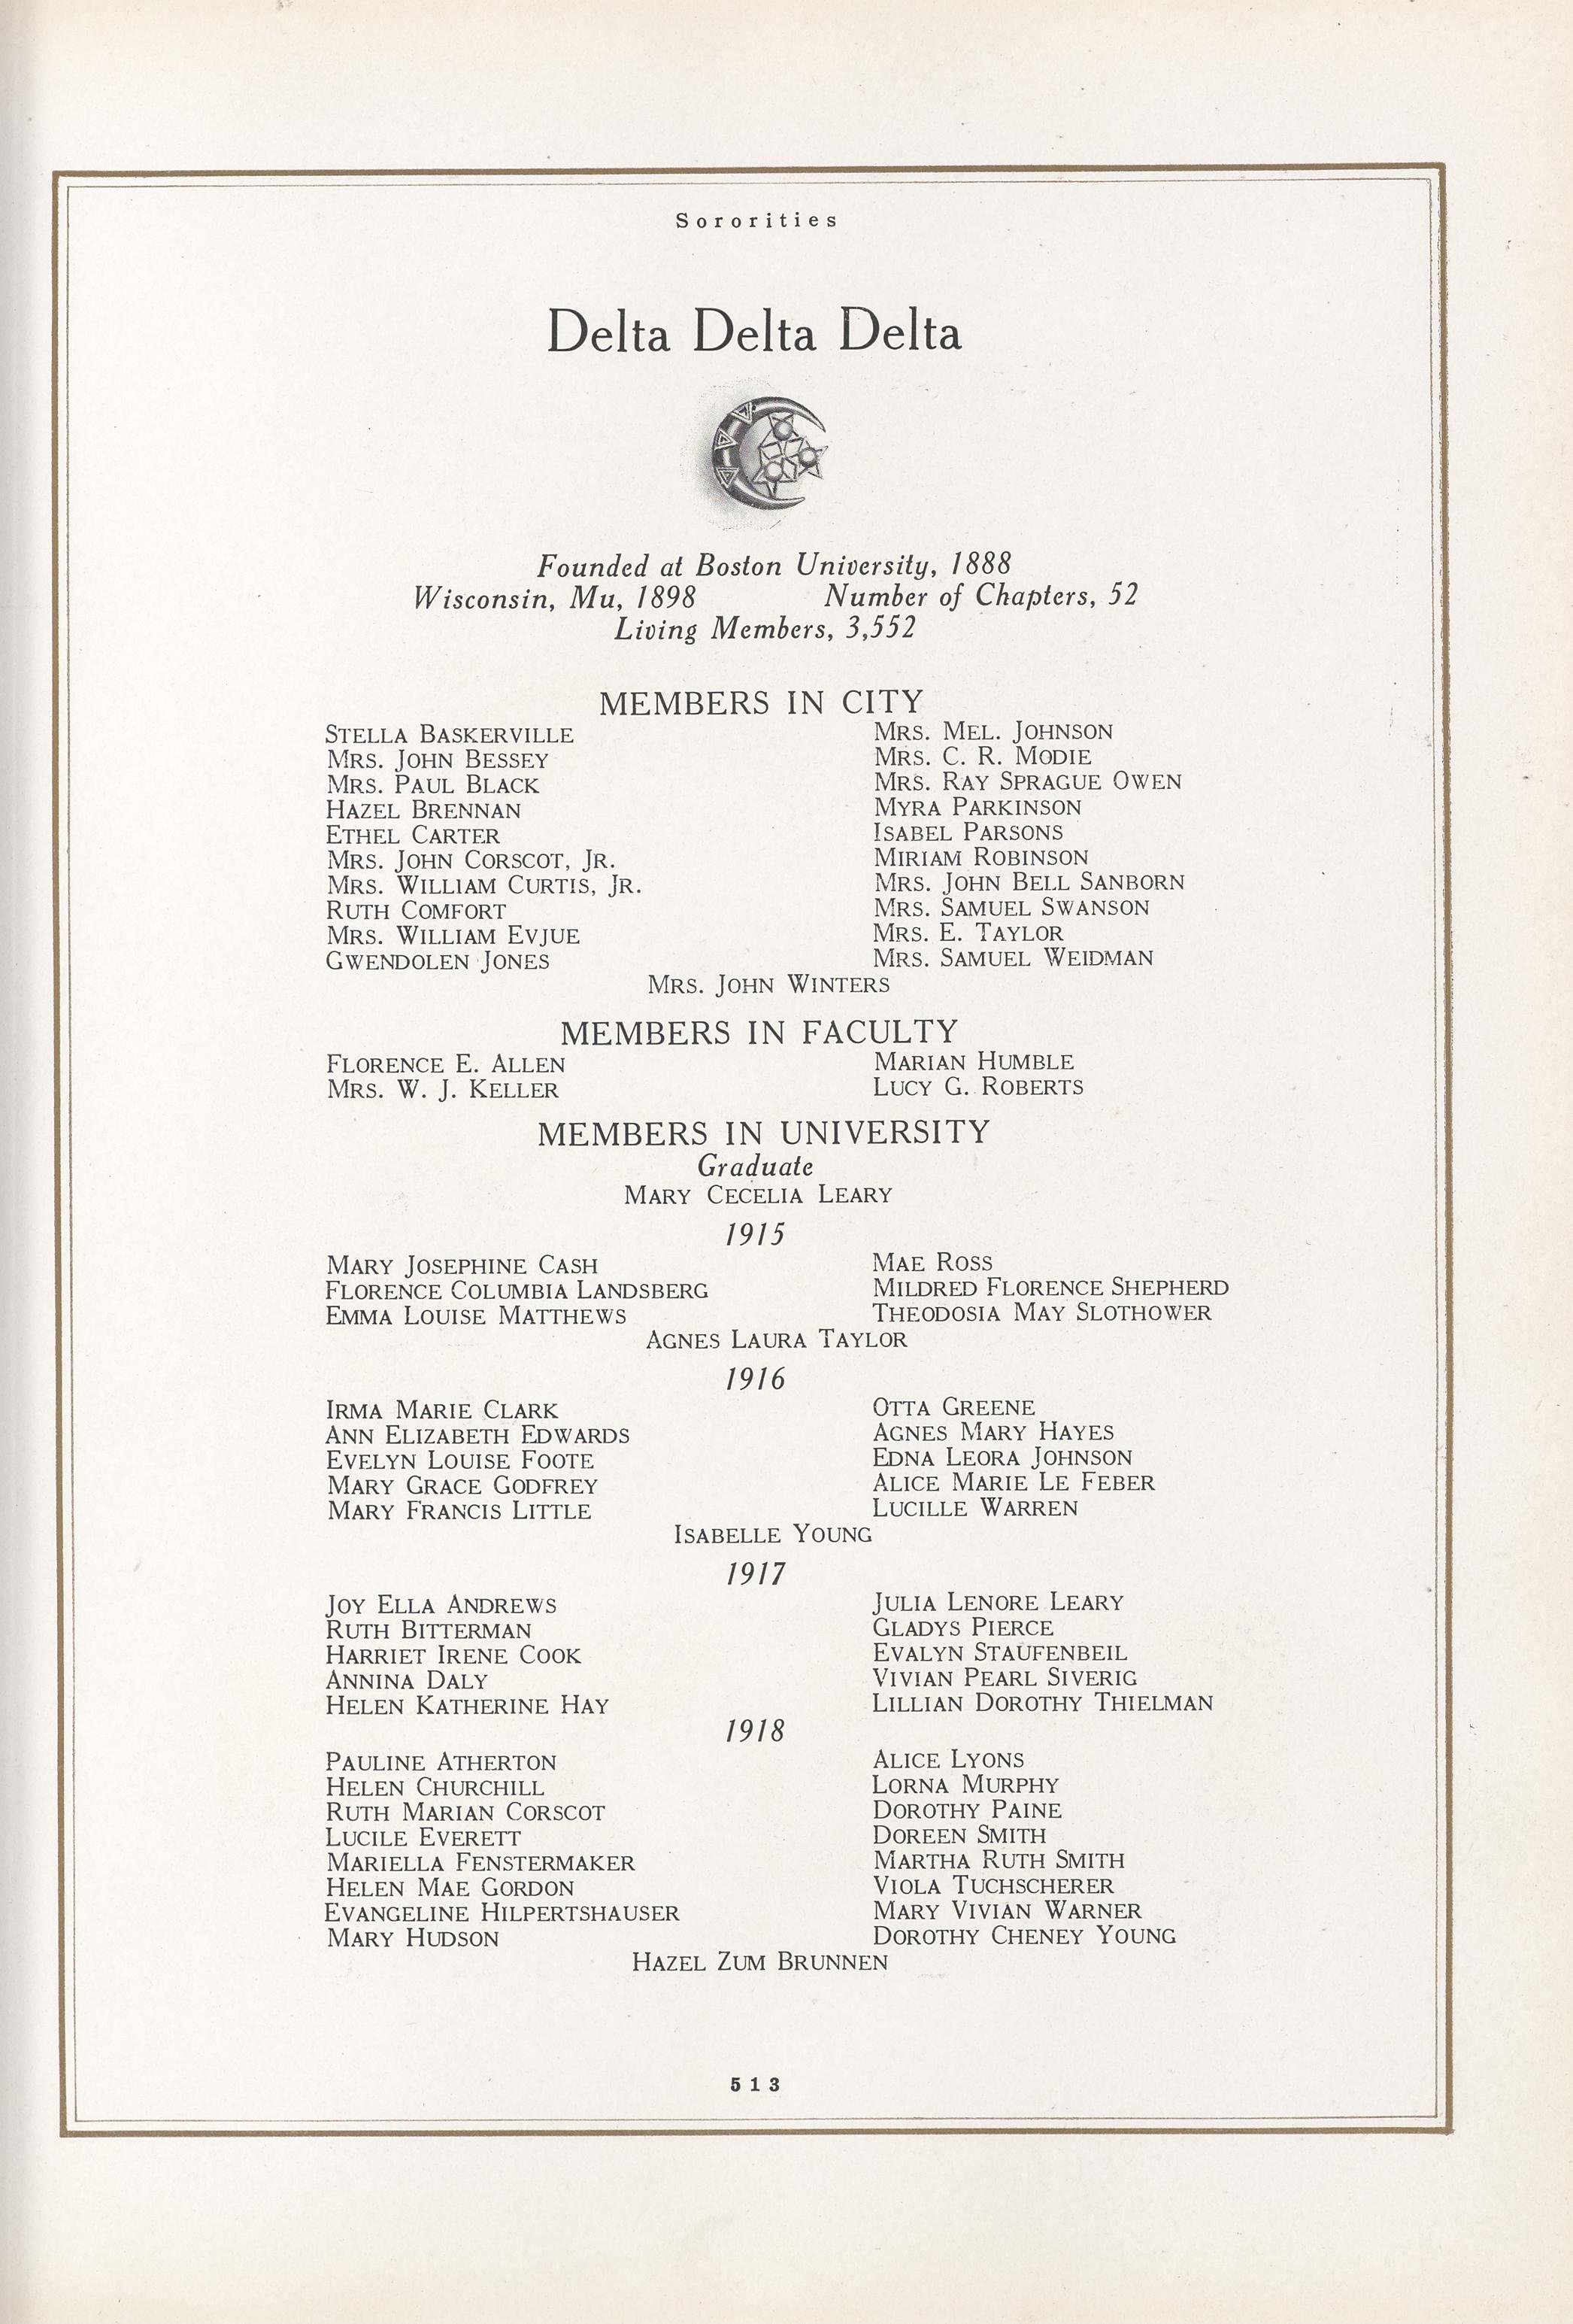 Sororities
Delta Delta Delta
Founded at Boston University, 1888
Wisconsin, Mu, 1898 Number of Chapters, 52
Living Members, 3,552
MEMBERS IN CITY
STELLA BASKERVILLE
MRS. JOHN BESSEY
MRS. PAUL BLACK
HAZEL BRENNAN
ETHEL CARTER
MRS. JOHN CORSCOT, JR.
MRS. WILLIAM CURTIS, JR.
RUTH COMFORT
MRS. WILLIAM EVJUE
GWENDOLEN JONES
MRS. MEL. JOHNSON
MRS. C. R. MODIE
MRS. RAY SPRAGUE OWEN
MYRA PARKINSON
ISABEL PARSONS
MIRIAM ROBINSON
MRS. JOHN BELL SANBORN
MRS. SAMUEL SWANSON
MRS. E. TAYLOR
MRS. SAMUEL WEIDMAN
MRS. JOHN WINTERS
MEMBERS IN FACULTY
FLORENCE E. ALLEN
MRS. W. J. KELLER
MARIAN HUMBLE
LUCY G. ROBERTS
MEMBERS IN UNIVERSITY
Graduate
MARY CECELIA LEARY
1915
MARY JOSEPHINE CASH
FLORENCE COLUMBIA LANDSBERG
EMMA LOUISE MATTHEWS
MAE ROSS
MILDRED FLORENCE SHEPHERD
THEODOSIA MAY SLOTHOWER
AGNES LAURA TAYLOR
1916
IRMA MARIE CLARK
ANN ELIZABETH EDWARDS
EVELYN LOUISE FOOTE
MARY GRACE GODFREY
MARY FRANCIS LITTLE
OTTA GREENE
AGNES MARY HAYES
EDNA LEORA JOHNSON
ALICE MARIE LE FEBER
LUCILLE WARREN
ISABELLE YOUNG
1917
JOY ELLA ANDREWS
RUTH BITTERMAN
HARRIET IRENE COOK
ANNINA DALY
HELEN KATHERINE HAY
JULIA LENORE LEARY
GLADYS PIERCE
EVALYN STAUFENBEIL
VIVIAN PEARL SIVERIG
LILLIAN DOROTHY THIELMAN
1918
PAULINE ATHERTON
HELEN CHURCHILL
RUTH MARIAN CORSCOT
LUCILE EVERETT
MARIELLA FENSTERMAKER
HELEN MAE GORDON
EVANGELINE HILPERTSHAUSER
MARY HUDSON
ALICE LYONS
LORNA MURPHY
DOROTHY PAINE
DOREEN SMITH
MARTHA RUTH SMITH
VIOLA TUCHSCHERER
MARY VIVIAN WARNER
DOROTHY CHENEY YOUNG
HAZEL ZUM BRUNNEN
513